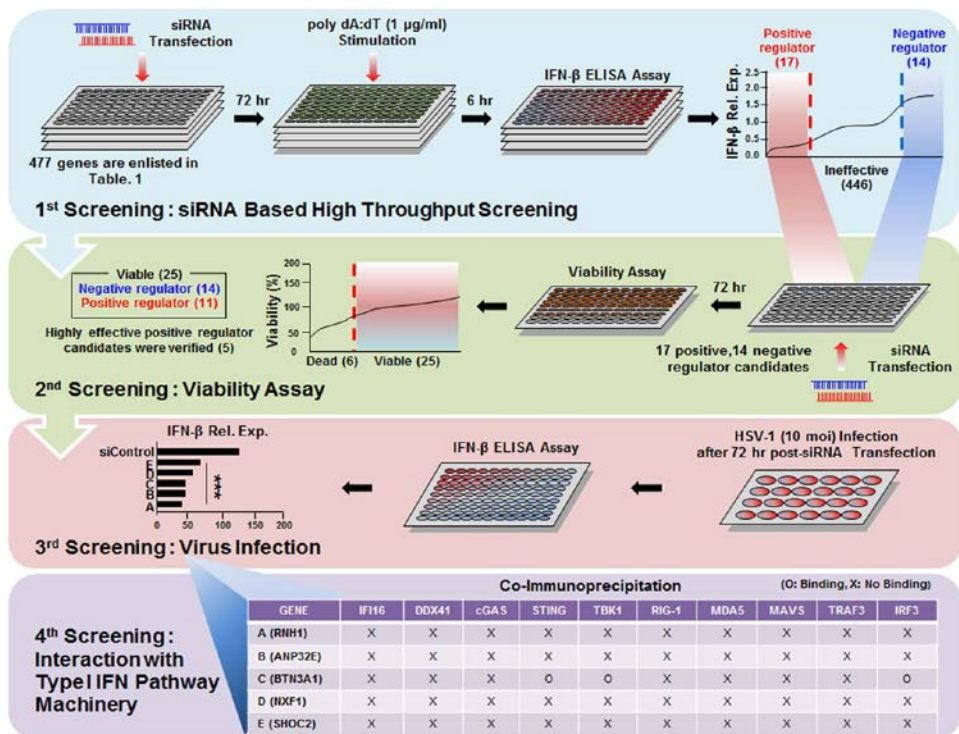 siRNA
Transfection
72 hr
477 genes are enlisted in
Table. 1
poly dA:dT (1 µg/ml)
Stimulation
6 hr
IFN-β ELISA Assay
Positive
regulator
(17)
Negative
regulator
(14)
IFN-β Rel. Exp.
2.5
2.0
1.5
1.0
0.5
0.0
Ineffective
(446)
1st Screening : siRNA Based High Throughput Screening
Viable (25)
Negative regulator (14)
Positive regulator (11)
Highly effective positive regulator
candidates were verified (5)
Viability (%)
200
150
100
50
0
Dead (6) Viable (25)
Viability Assay
72 hr
17 positive,14 negative
regulator candidates
siRNA
Transfection
2nd Screening : Viability Assay
IFN-β Rel. Exp.
siControl
E
D
C
B
A
***
0 50 100 150 200
IFN-β ELISA Assay
HSV-1 (10 moi) Infection
after 72 hr post-siRNA Transfection
3rd Screening : Virus Infection
4th Screening :
Interaction with
Type I IFN Pathway
Machinery
Co-Immunoprecipitation (O: Binding, X: No Binding)
GENE IFI16 DDX41 cGAS STING TBK1 RIG-1 MDA5 MAVS TRAF3 IRF3
A (RNH1) X X X X X X X X X X
B (ANP32E) X X X X X X X X X X
C (BTN3A1) X X X O O X X X X O
D (NXF1) X X X X X X X X X X
E (SHOC2) X X X X X X X X X X